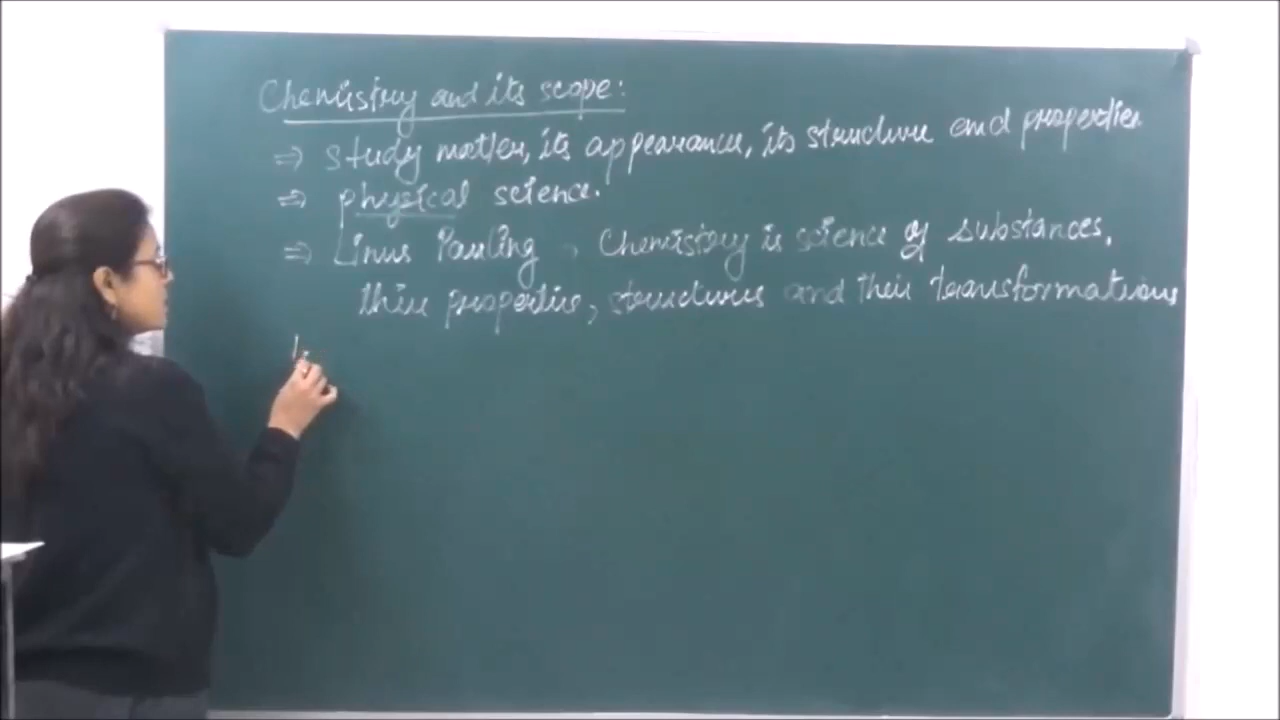 Chemistry and its scope:
⇒ study matter, its appearance, its structure and properties
⇒ physical science.
⇒ Linus Pauling, Chemistry is science of substances,
their properties, structures and their transformations